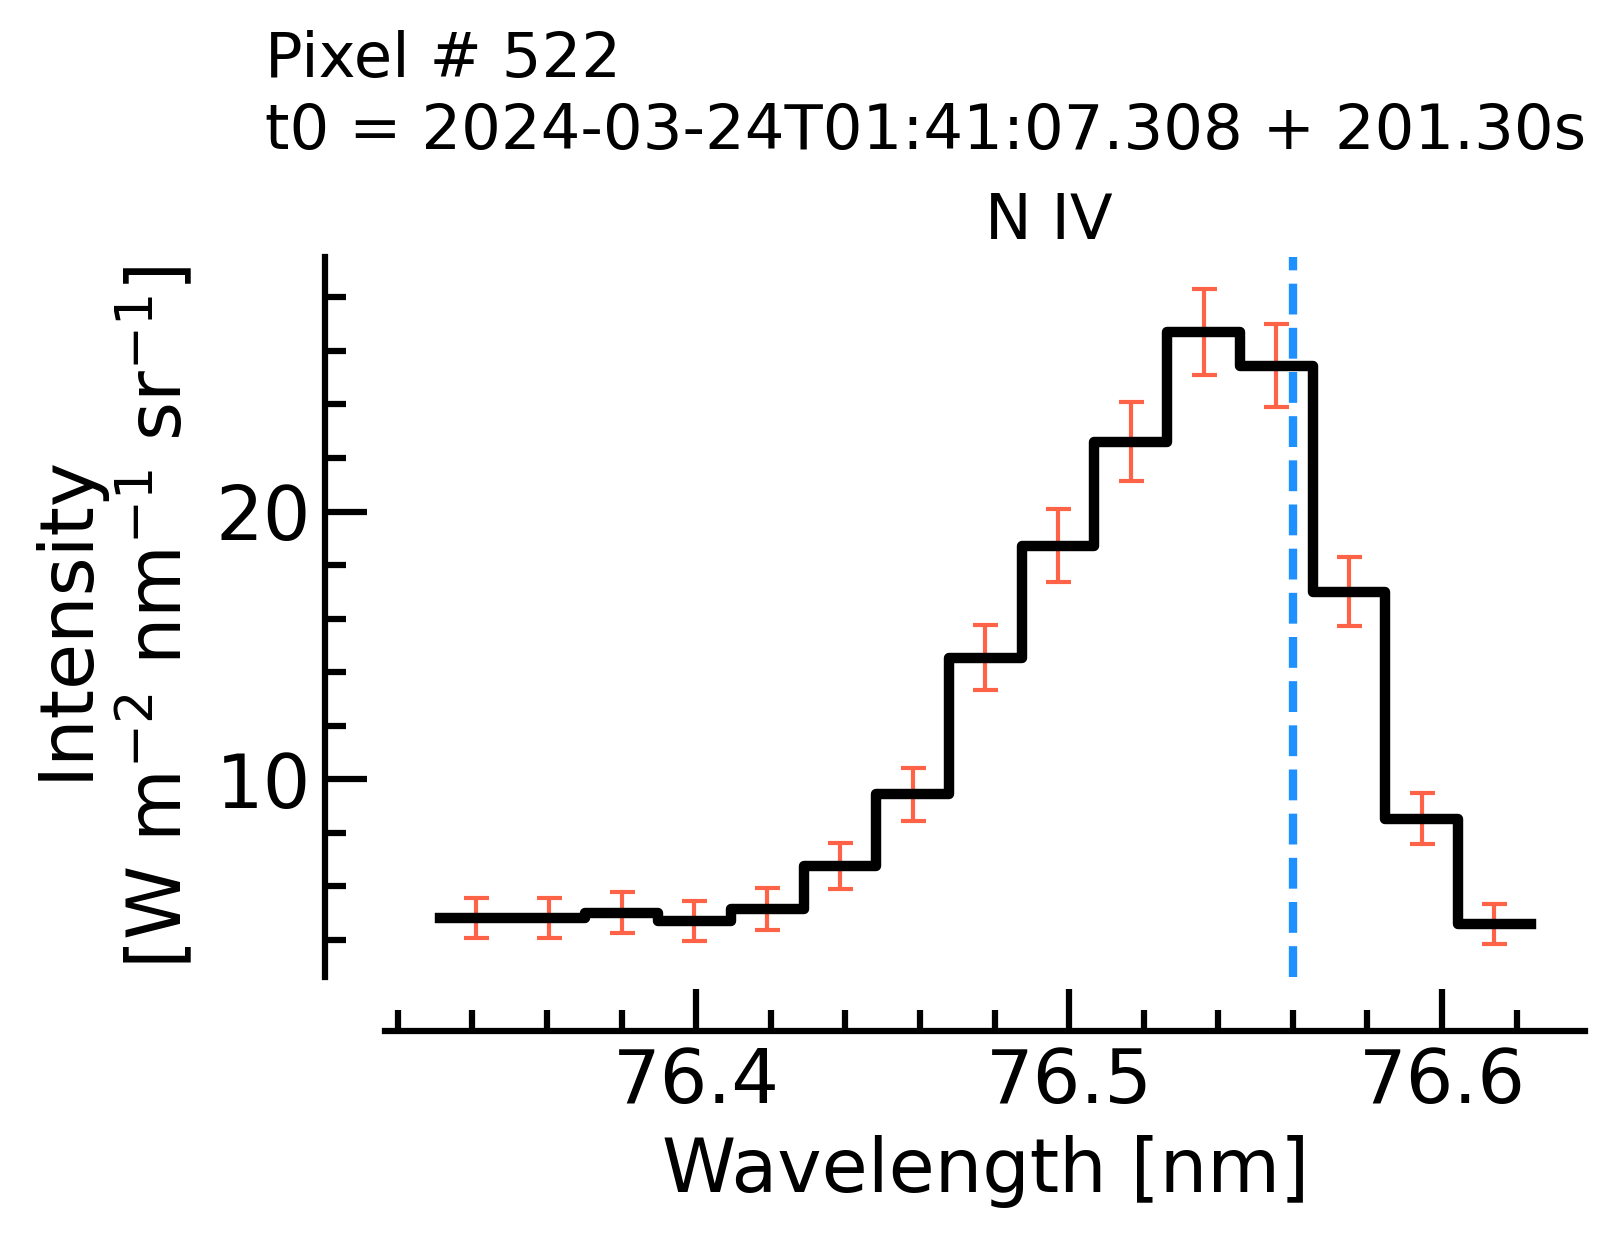 Pixel # 522
t0 = 2024-03-24T01:41:07.308 + 201.30s
N IV
Intensity
[W m⁻² nm⁻¹ sr⁻¹]
20
10
76.4 76.5 76.6
Wavelength [nm]